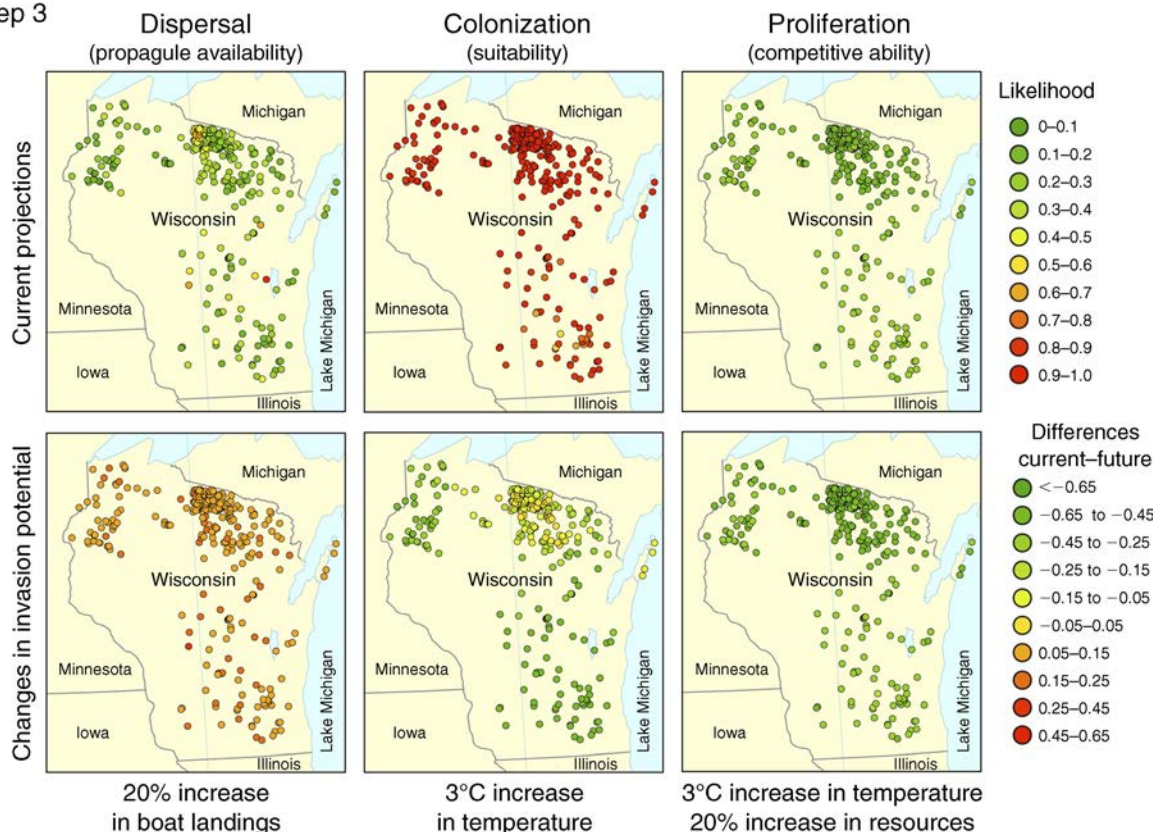 ep 3
Dispersal
(propagule availability)
Colonization
(suitability)
Proliferation
(competitive ability)
Current projections
Michigan
Wisconsin
Minnesota
Iowa
Illinois
Lake Michigan
Michigan
Wisconsin
Minnesota
Iowa
Illinois
Lake Michigan
Michigan
Wisconsin
Minnesota
Iowa
Illinois
Lake Michigan
Likelihood
0–0.1
0.1–0.2
0.2–0.3
0.3–0.4
0.4–0.5
0.5–0.6
0.6–0.7
0.7–0.8
0.8–0.9
0.9–1.0
Changes in invasion potential
Michigan
Wisconsin
Minnesota
Iowa
Illinois
Lake Michigan
Michigan
Wisconsin
Minnesota
Iowa
Illinois
Lake Michigan
Michigan
Wisconsin
Minnesota
Iowa
Illinois
Lake Michigan
Differences
current–future
<−0.65
−0.65 to −0.45
−0.45 to −0.25
−0.25 to −0.15
−0.15 to −0.05
−0.05–0.05
0.05–0.15
0.15–0.25
0.25–0.45
0.45–0.65
20% increase
in boat landings
3°C increase
in temperature
3°C increase in temperature
20% increase in resources